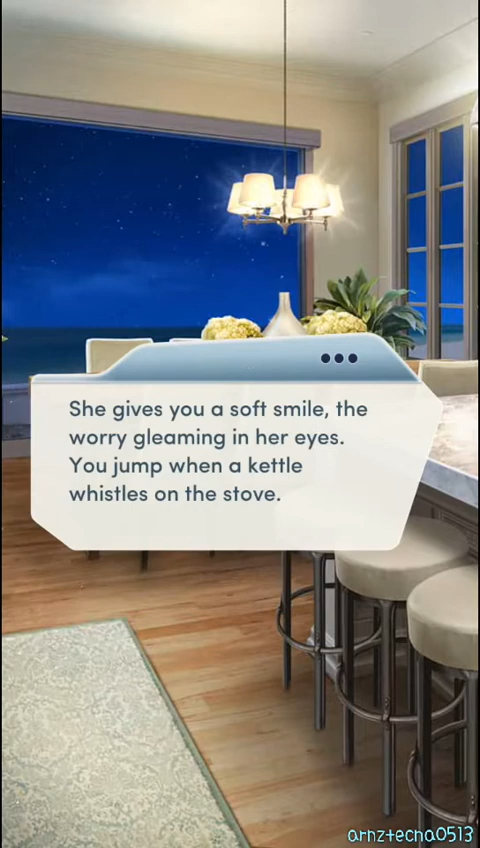 She gives you a soft smile, the
worry gleaming in her eyes.
You jump when a kettle
whistles on the stove.
arnztecna0513